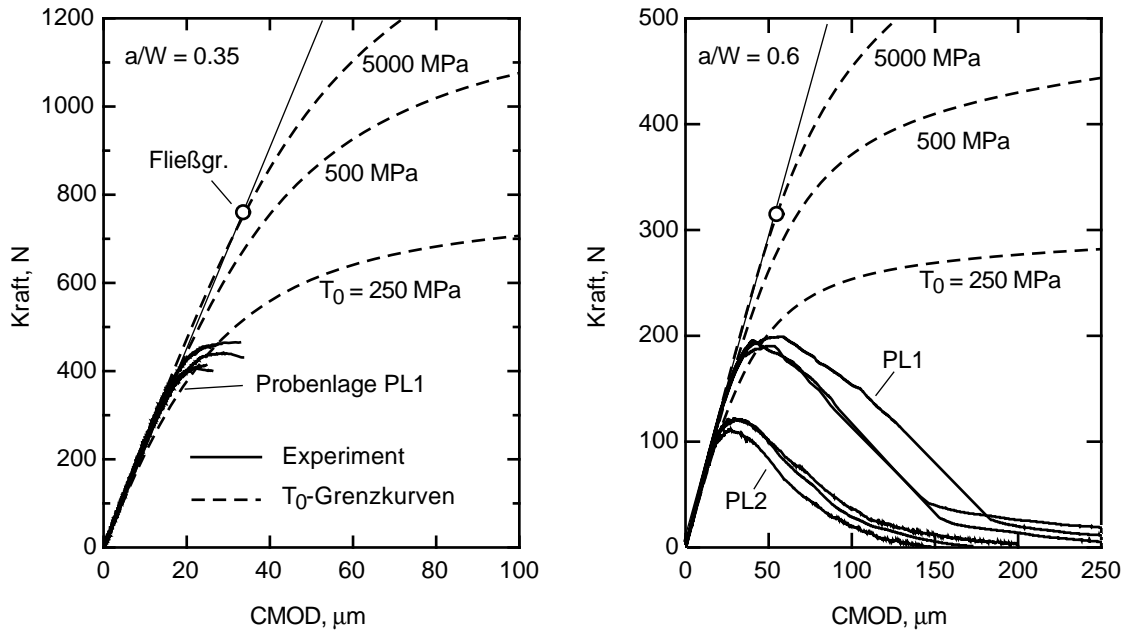 1200
1000
800
600
400
200
0
Kraft, N
0
20
40
60
80
100
CMOD, μm
a/W = 0.35
5000 MPa
Fließgr.
500 MPa
T0 = 250 MPa
Probenlage PL1
Experiment
T0-Grenzkurven
500
400
300
200
100
0
Kraft, N
0
50
100
150
200
250
CMOD, μm
a/W = 0.6
5000 MPa
500 MPa
T0 = 250 MPa
PL1
PL2